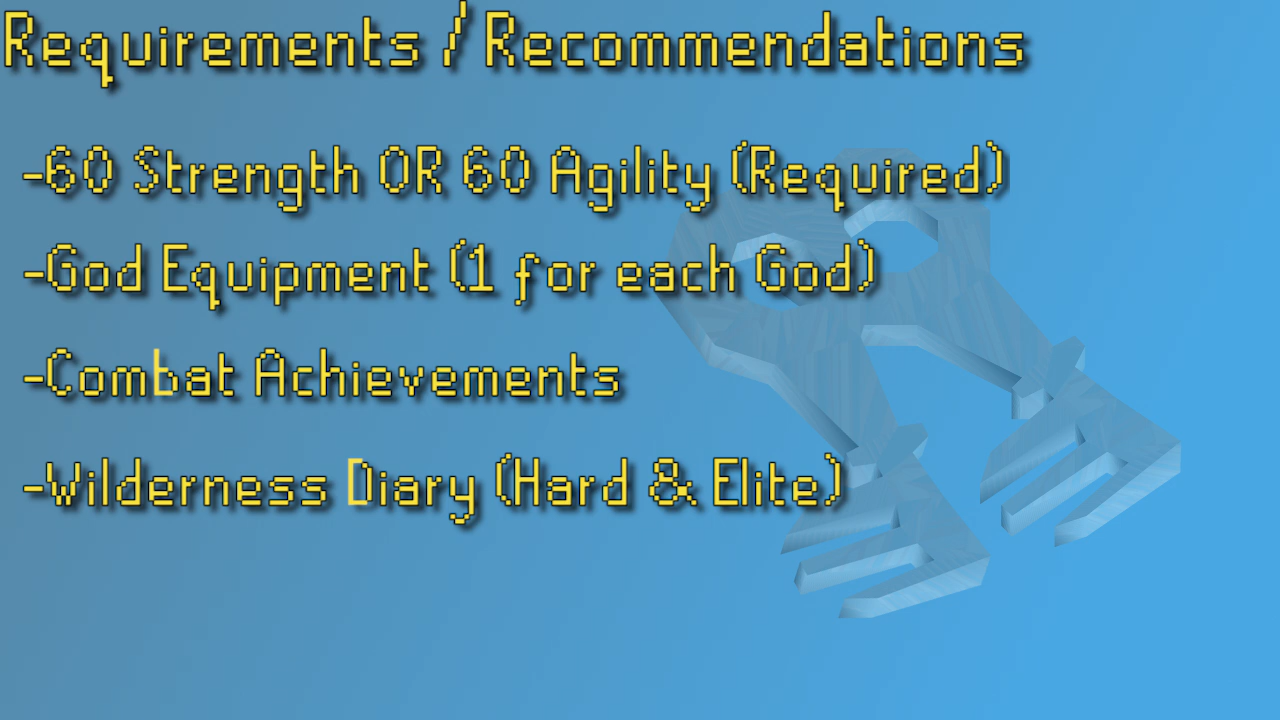 Requirements / Recommendations
-60 Strength OR 60 Agility (Required)
-God Equipment (1 for each God)
-Combat Achievements
-Wilderness Diary (Hard & Elite)